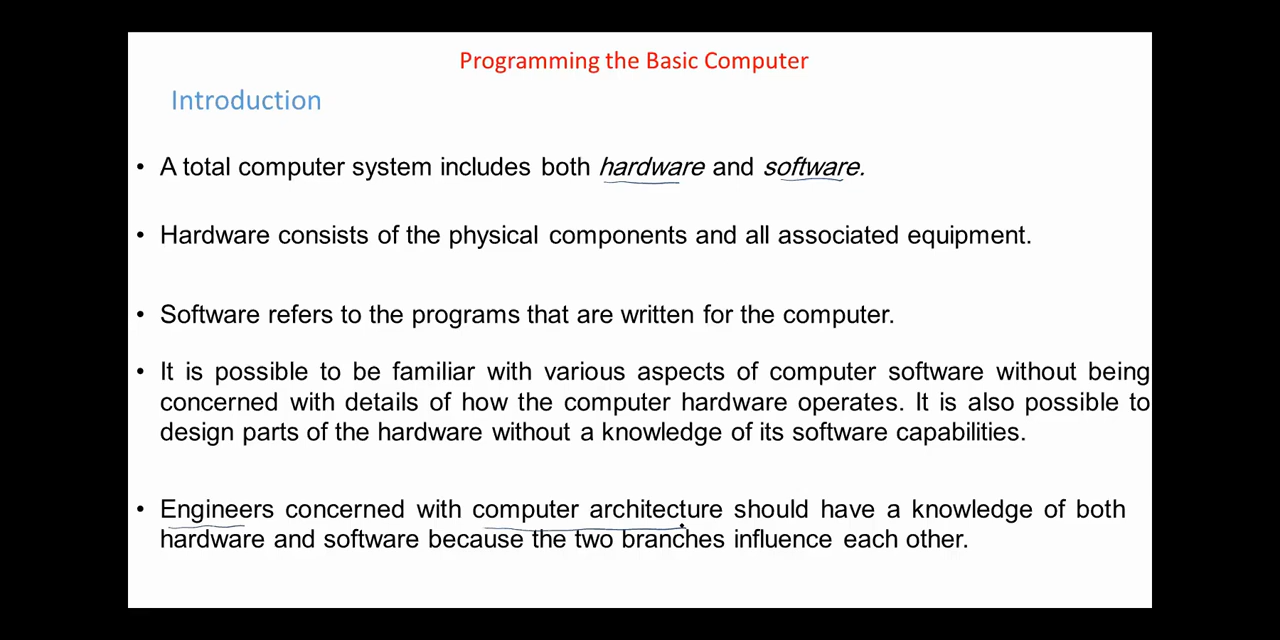 Programming the Basic Computer
Introduction
• A total computer system includes both hardware and software.
• Hardware consists of the physical components and all associated equipment.
• Software refers to the programs that are written for the computer.
• It is possible to be familiar with various aspects of computer software without being
concerned with details of how the computer hardware operates. It is also possible to
design parts of the hardware without a knowledge of its software capabilities.
• Engineers concerned with computer architecture should have a knowledge of both
hardware and software because the two branches influence each other.